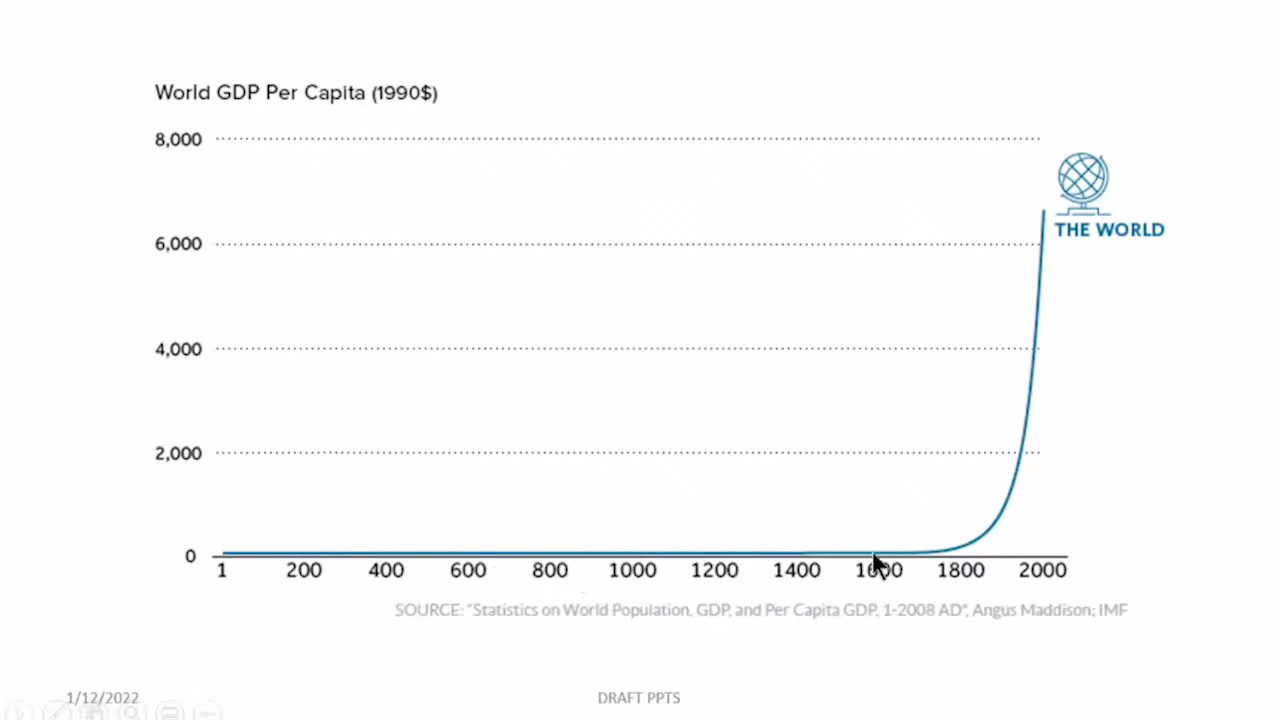 World GDP Per Capita (1990$)
8,000
6,000
THE WORLD
4,000
2,000
0
1 200 400 600 800 1000 1200 1400 1600 1800 2000
SOURCE: "Statistics on World Population, GDP, and Per Capita GDP, 1-2008 AD", Angus Maddison; IMF
1/12/2022 DRAFT PPTS